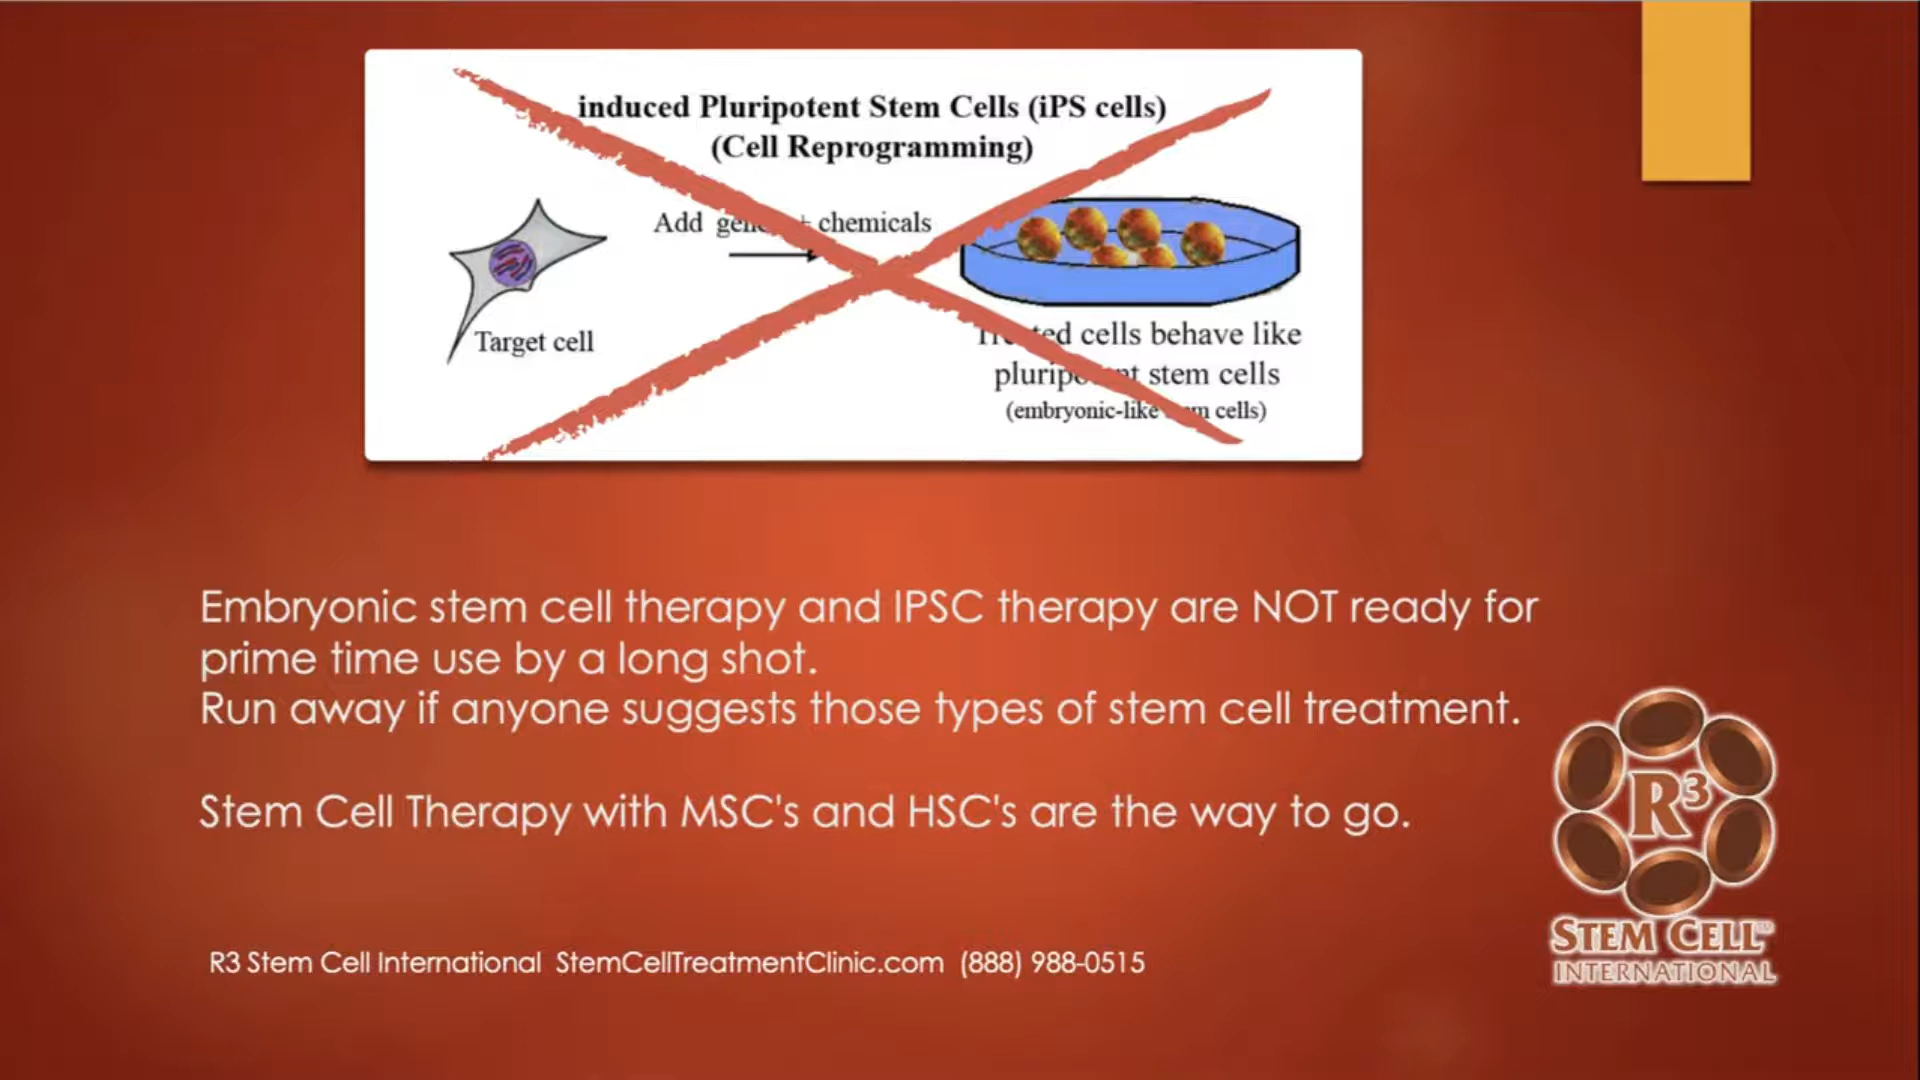 induced Pluripotent Stem Cells (iPS cells)
(Cell Reprogramming)
Add + chemicals
Target cell
cells behave like
stem cells
(embryonic-like cells)
Embryonic stem cell therapy and IPSC therapy are NOT ready for
prime time use by a long shot.
Run away if anyone suggests those types of stem cell treatment.
Stem Cell Therapy with MSC's and HSC's are the way to go.
R3 Stem Cell International StemCellTreatmentClinic.com (888) 988-0515
R³
STEM CELL
INTERNATIONAL